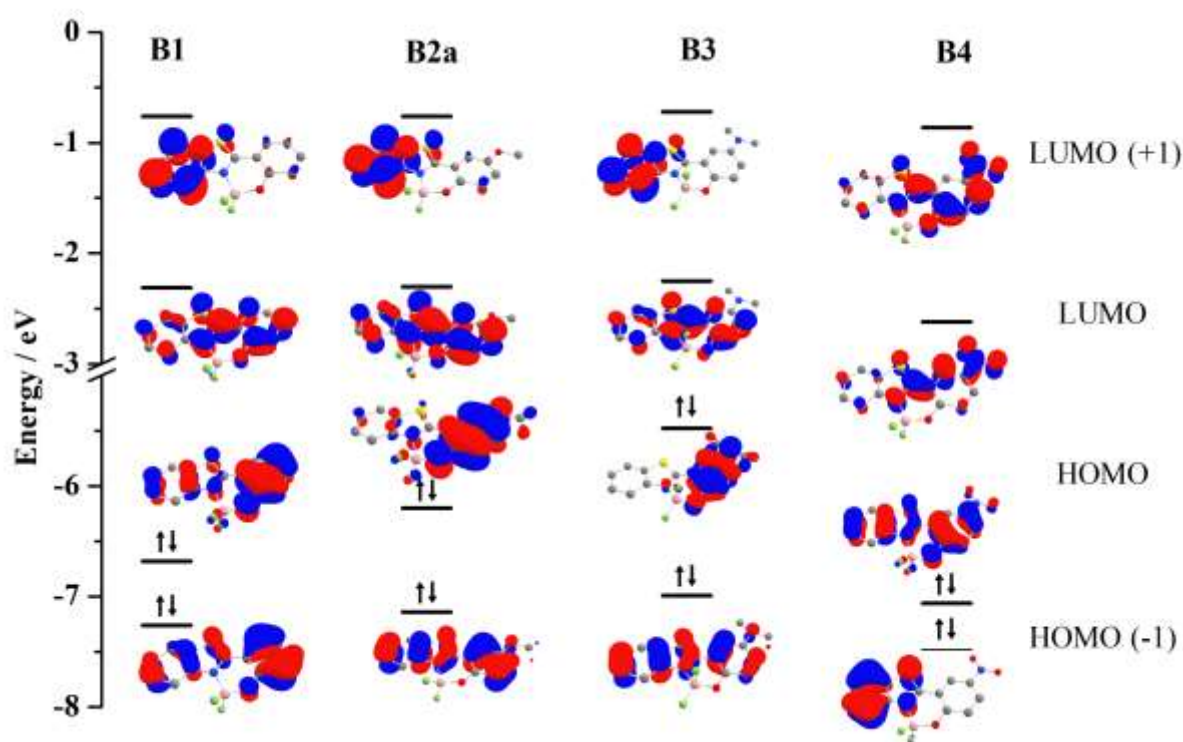 0
B1
B2a
B3
B4
-1
LUMO (+1)
-2
LUMO
-3
Energy / eV
HOMO
-6
-7
HOMO (-1)
-8